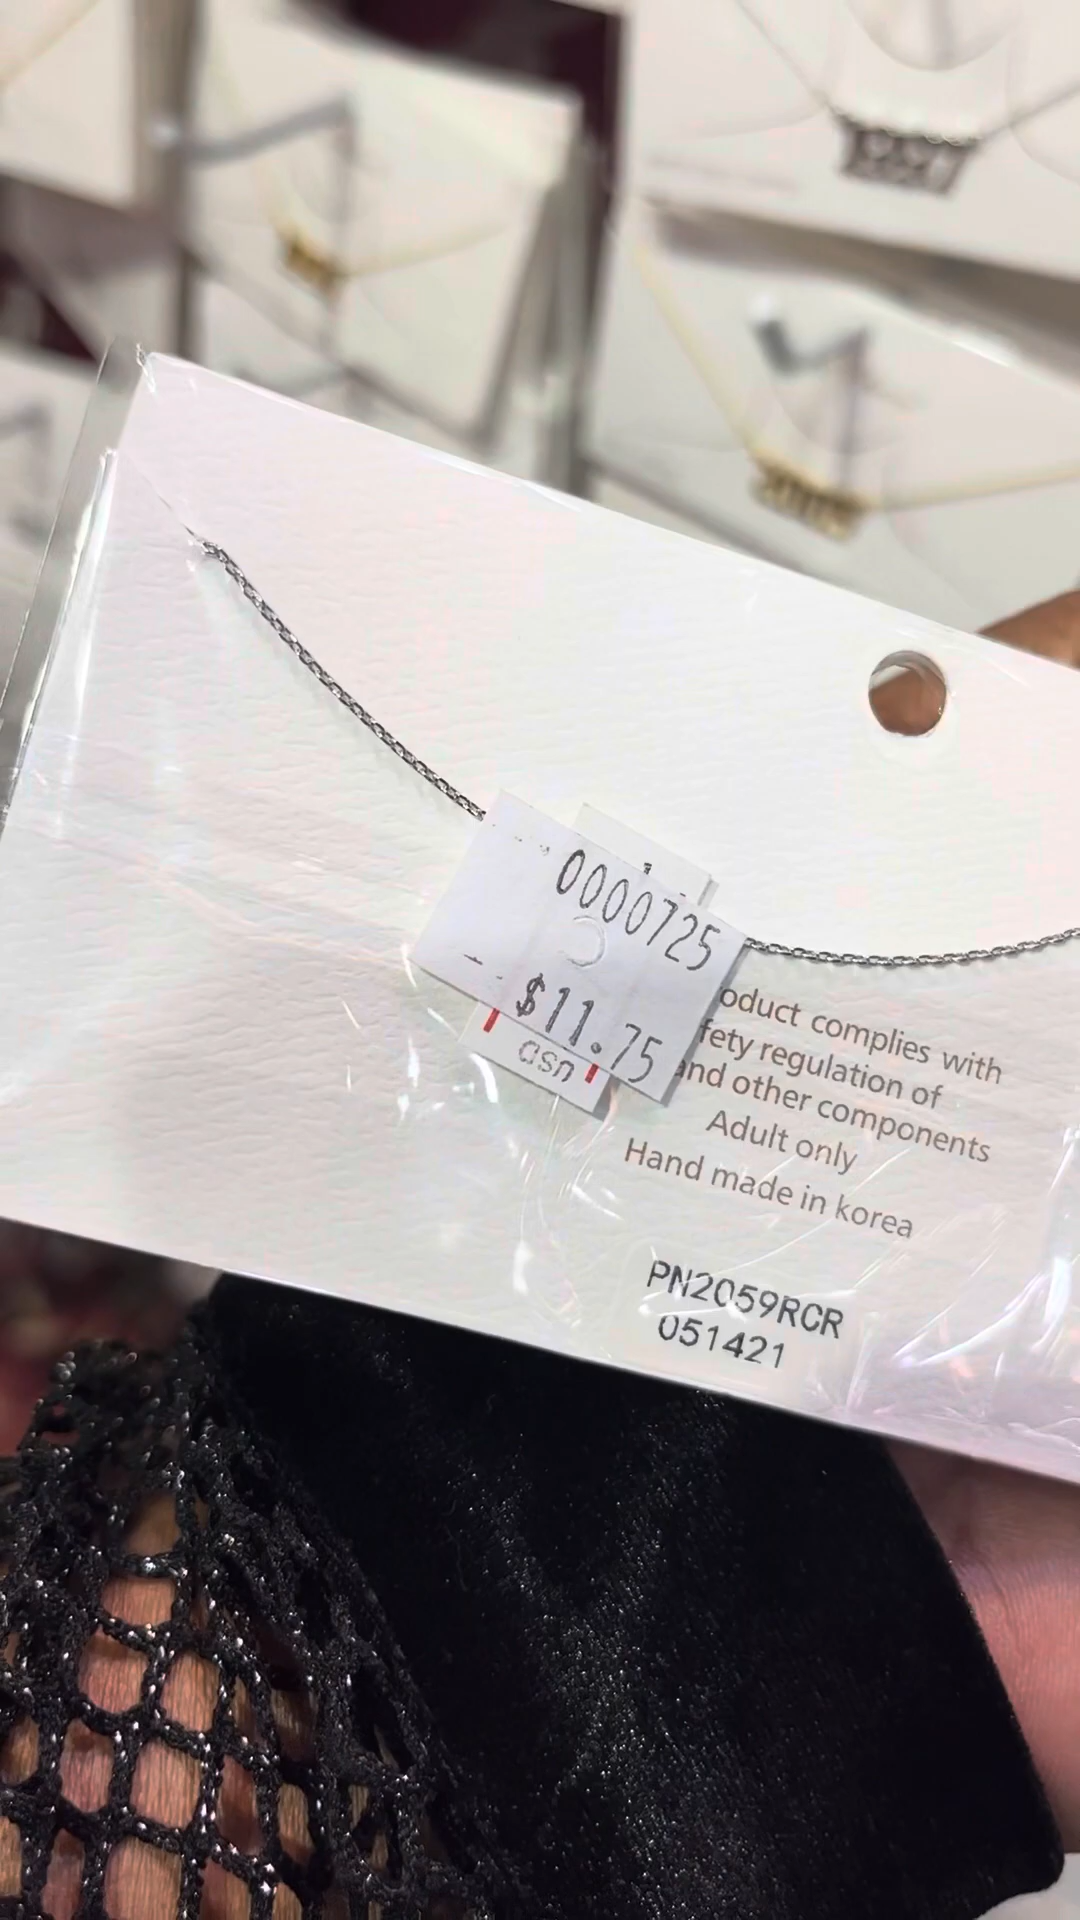 0000725
$11.75
asn
oduct complies with
fety regulation of
and other components
Adult only
Hand made in korea
PN2059RCR
051421